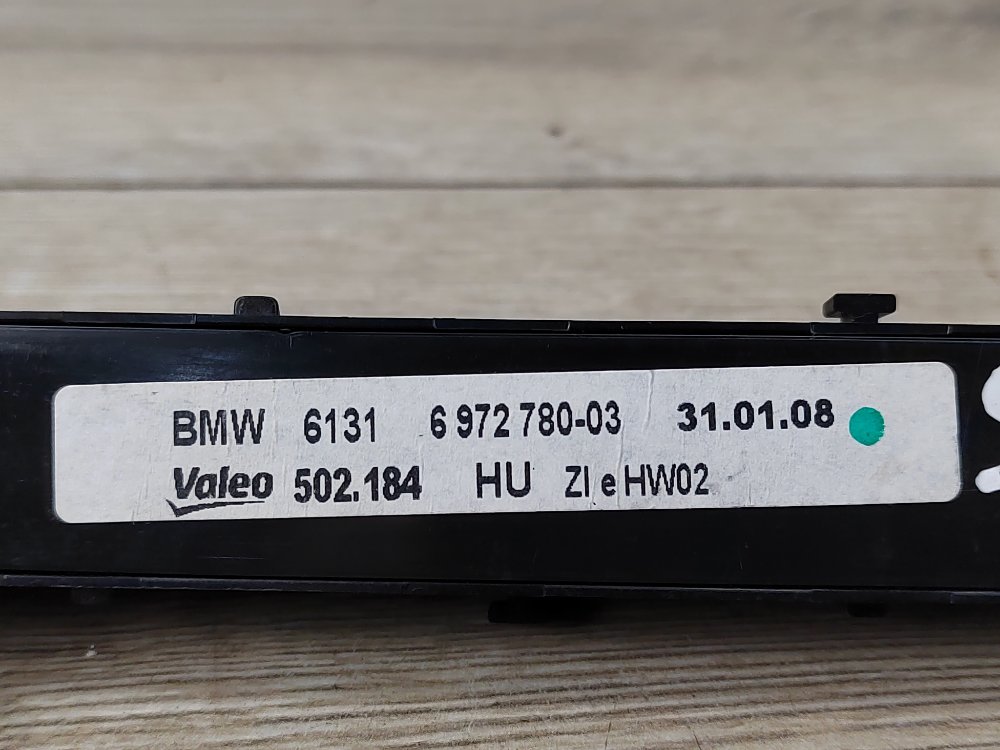 BMW 6131 6 972 780-03 31.01.08
Valeo 502.184 HU ZI e HW02